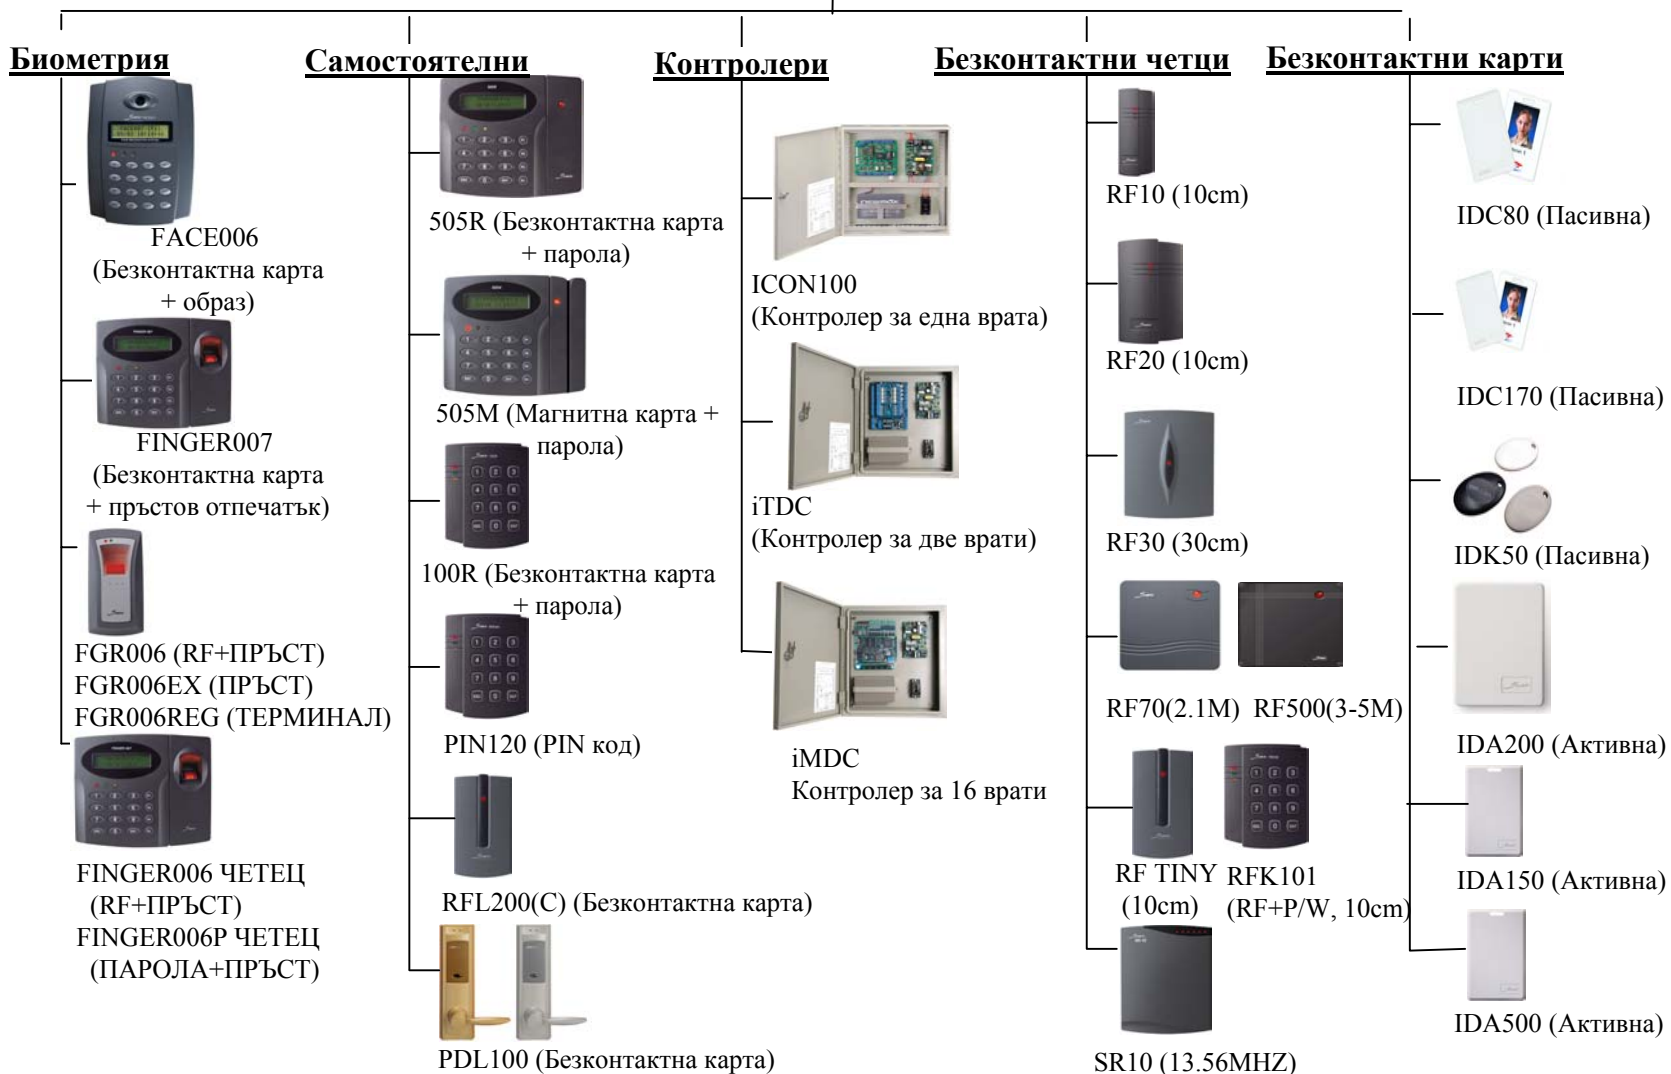 Биометрия
FACE006
(Безконтактна карта
+ образ)
FINGER007
(Безконтактна карта
+ пръстов отпечатък)
FGR006 (RF+ПРЪСТ)
FGR006EX (ПРЪСТ)
FGR006REG (ТЕРМИНАЛ)
FINGER006 ЧЕТЕЦ
(RF+ПРЪСТ)
FINGER006P ЧЕТЕЦ
(ПАРОЛА+ПРЪСТ)
Самостоятелни
505R (Безконтактна карта
+ парола)
505M (Магнитна карта +
парола)
100R (Безконтактна карта
+ парола)
PIN120 (PIN код)
RFL200(C) (Безконтактна карта)
PDL100 (Безконтактна карта)
Контролери
ICON100
(Контролер за една врата)
iTDC
(Контролер за две врати)
iMDC
Контролер за 16 врати
Безконтактни четци
RF10 (10cm)
RF20 (10cm)
RF30 (30cm)
RF70(2.1M)
RF500(3-5M)
RF TINY
(10cm)
RFK101
(RF+P/W, 10cm)
SR10 (13.56MHZ)
Безконтактни карти
IDC80 (Пасивна)
IDC170 (Пасивна)
IDK50 (Пасивна)
IDA200 (Активна)
IDA150 (Активна)
IDA500 (Активна)